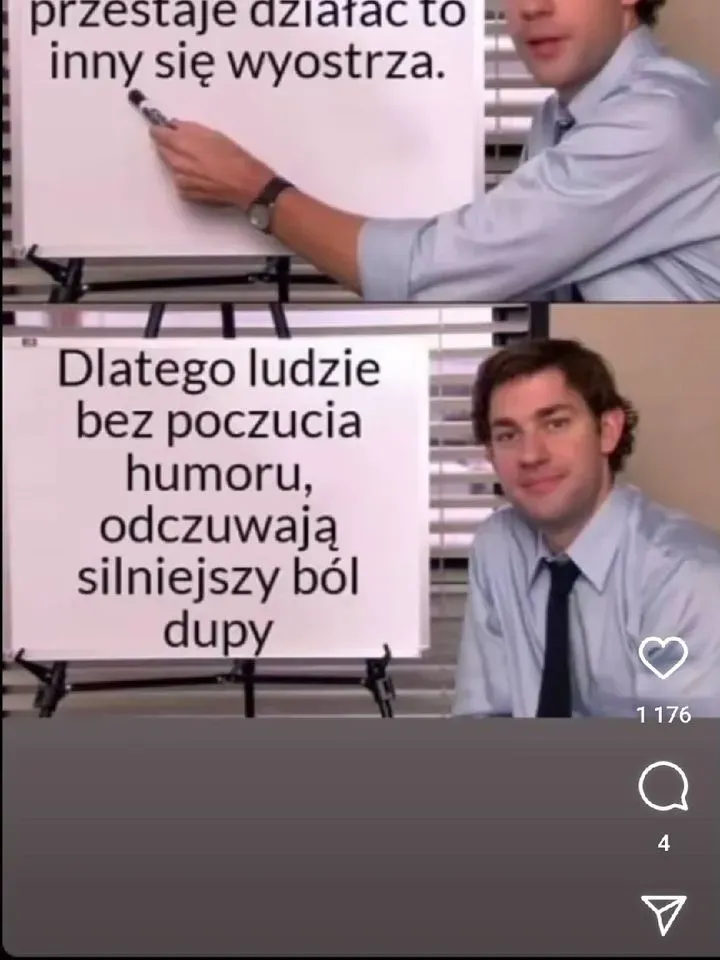 przestaje działać to
inny się wyostrza.
Dlatego ludzie
bez poczucia
humoru,
odczuwają
silniejszy ból
dupy
1 176
4